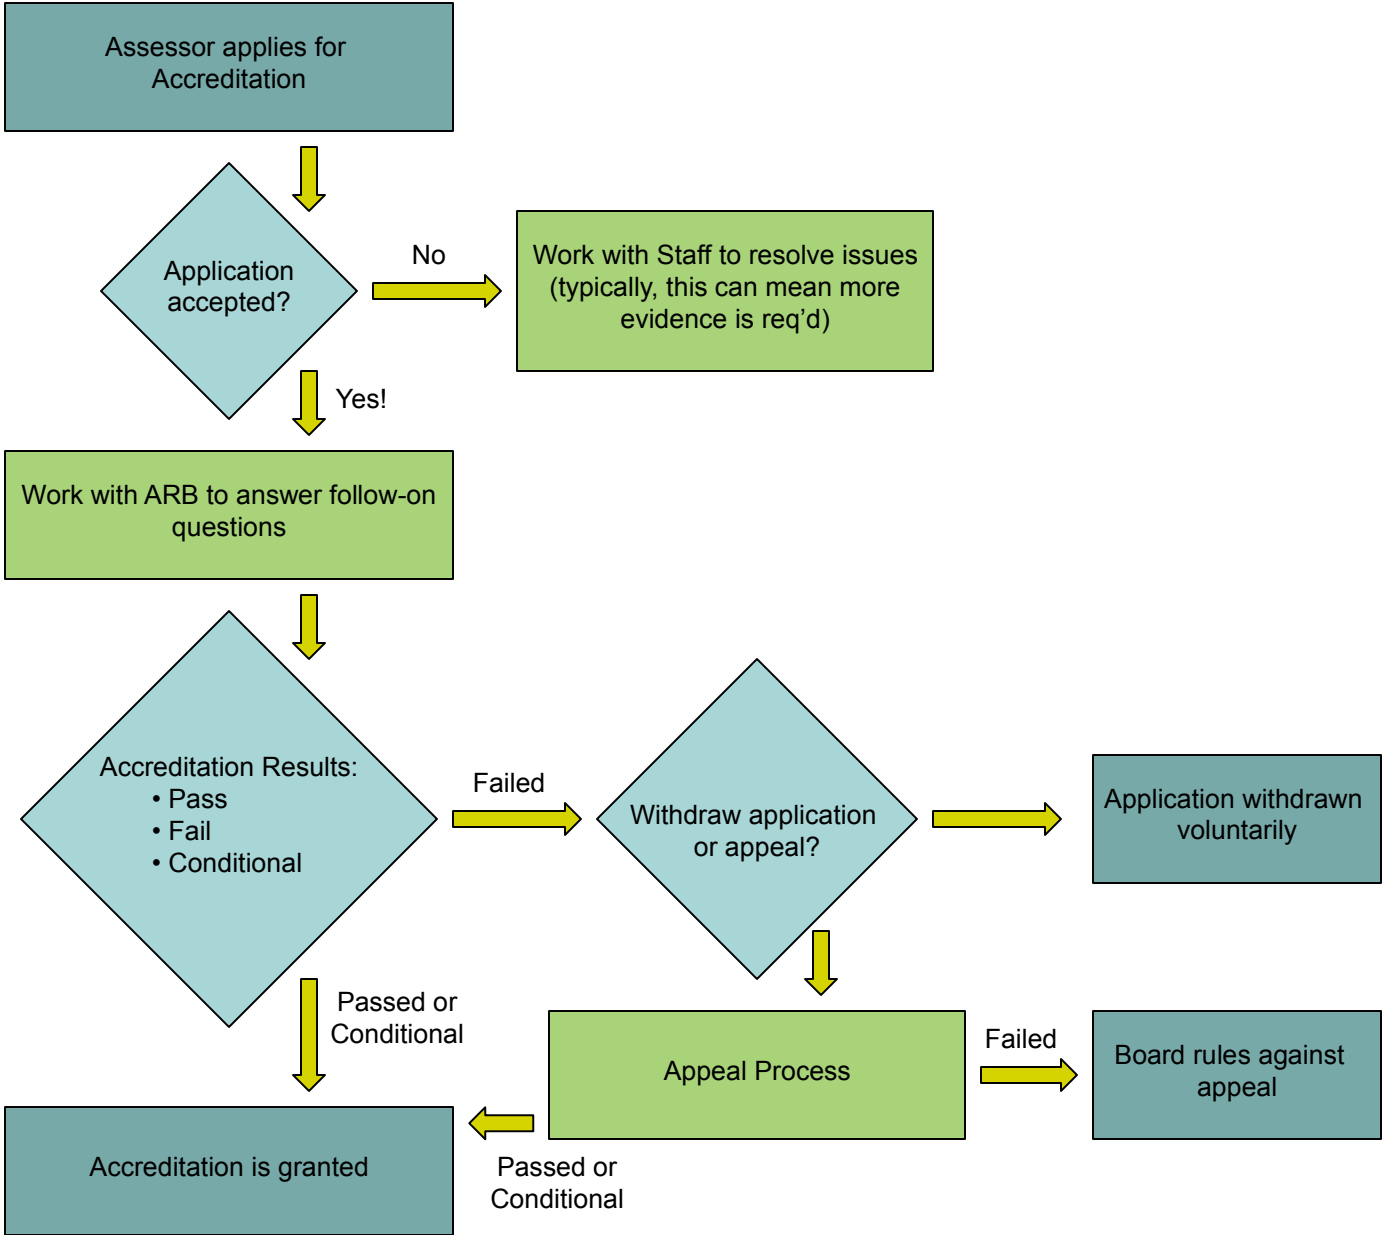 Assessor applies for
Accreditation
Application
accepted?
No
Work with Staff to resolve issues
(typically, this can mean more
evidence is req’d)
Yes!
Work with ARB to answer follow-on
questions
Accreditation Results:
• Pass
• Fail
• Conditional
Failed
Withdraw application
or appeal?
Application withdrawn
voluntarily
Passed or
Conditional
Appeal Process
Failed
Board rules against
appeal
Accreditation is granted
Passed or
Conditional